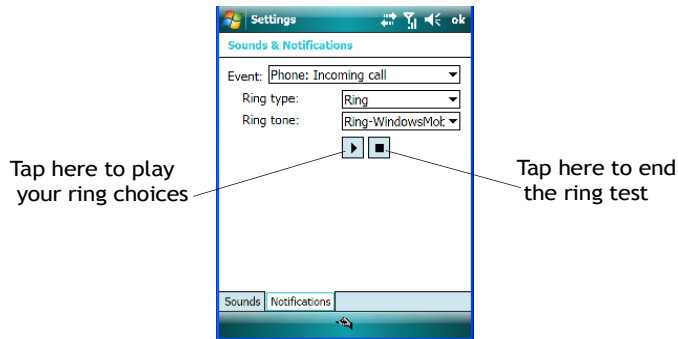 Settings ok
Sounds & Notifications
Event: Phone: Incoming call
Ring type: Ring
Ring tone: Ring-WindowsMob
Tap here to play
your ring choices
Tap here to end
the ring test
Sounds Notifications